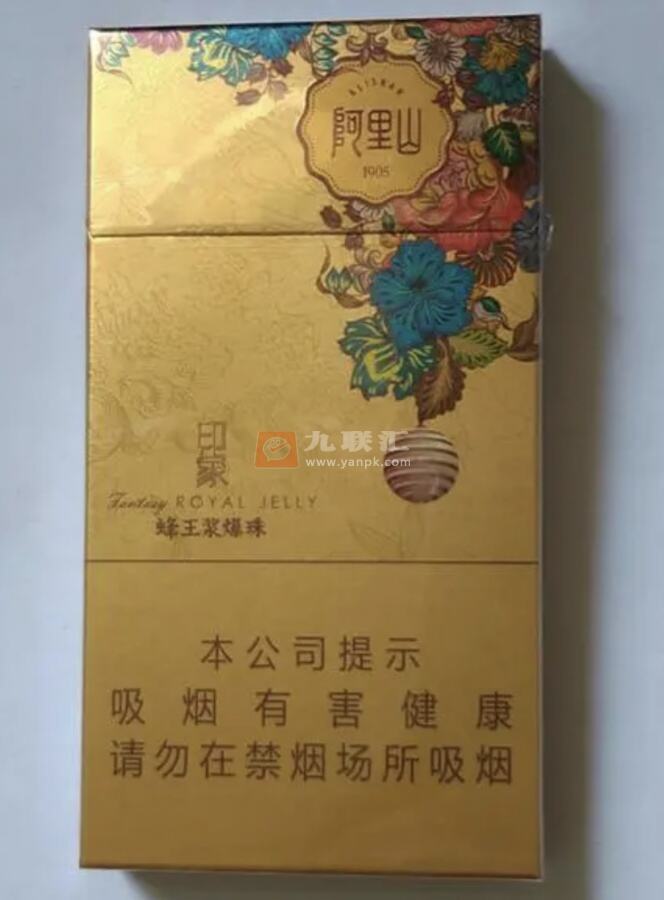 ALISHAN
阿里山
1905
印象
九联汇
www.yanpk.com
Fantasy ROYAL JELLY
蜂王浆爆珠
本公司提示
吸烟有害健康
请勿在禁烟场所吸烟